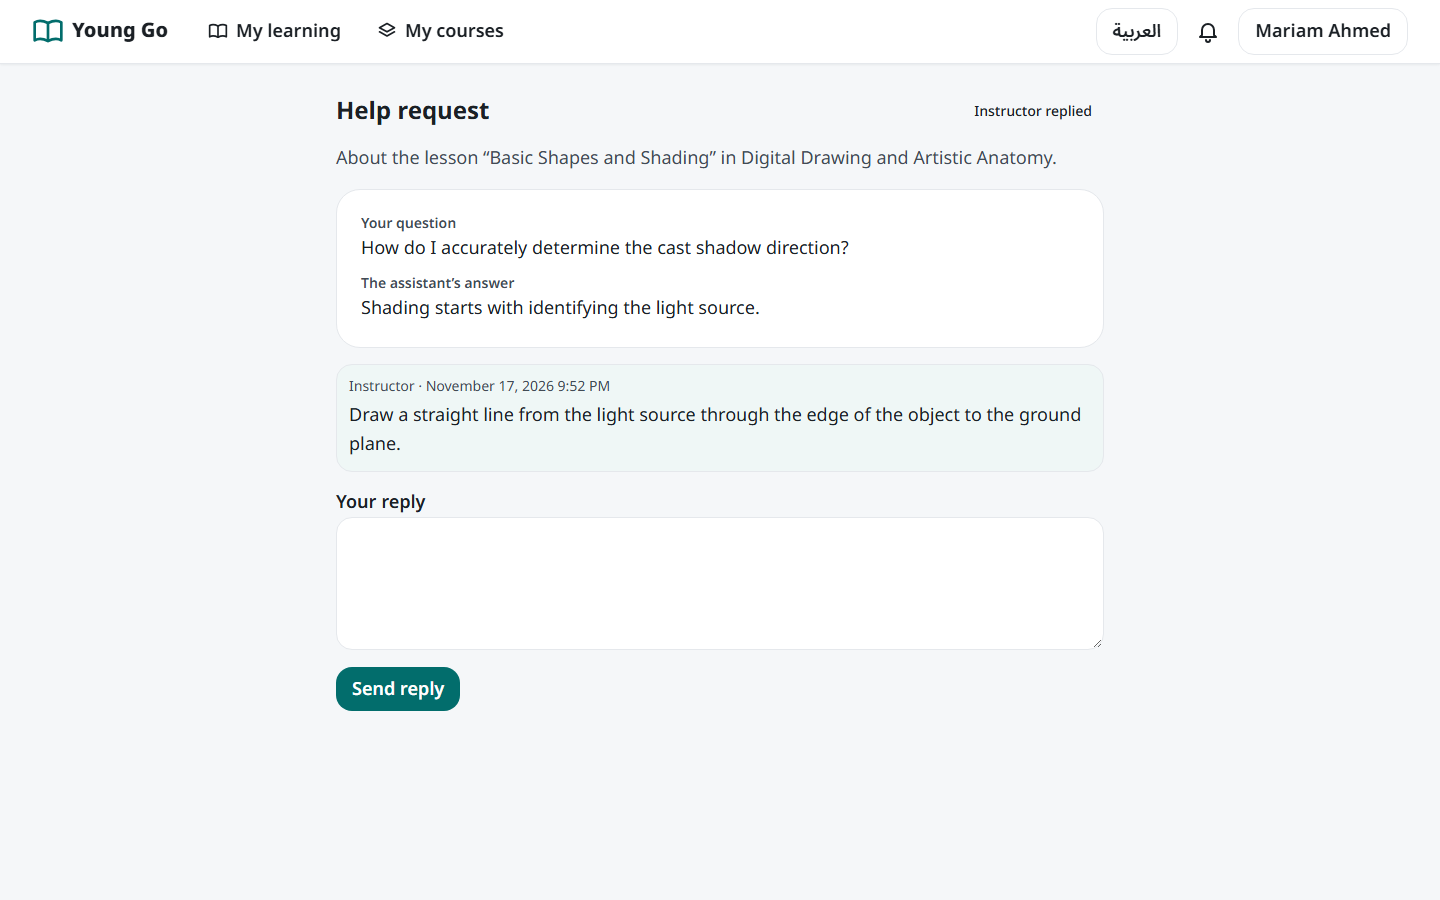 Young Go
My learning
My courses
العربية
Mariam Ahmed
Help request
Instructor replied
About the lesson “Basic Shapes and Shading” in Digital Drawing and Artistic Anatomy.
Your question
How do I accurately determine the cast shadow direction?
The assistant’s answer
Shading starts with identifying the light source.
Instructor · November 17, 2026 9:52 PM
Draw a straight line from the light source through the edge of the object to the ground
plane.
Your reply
Send reply